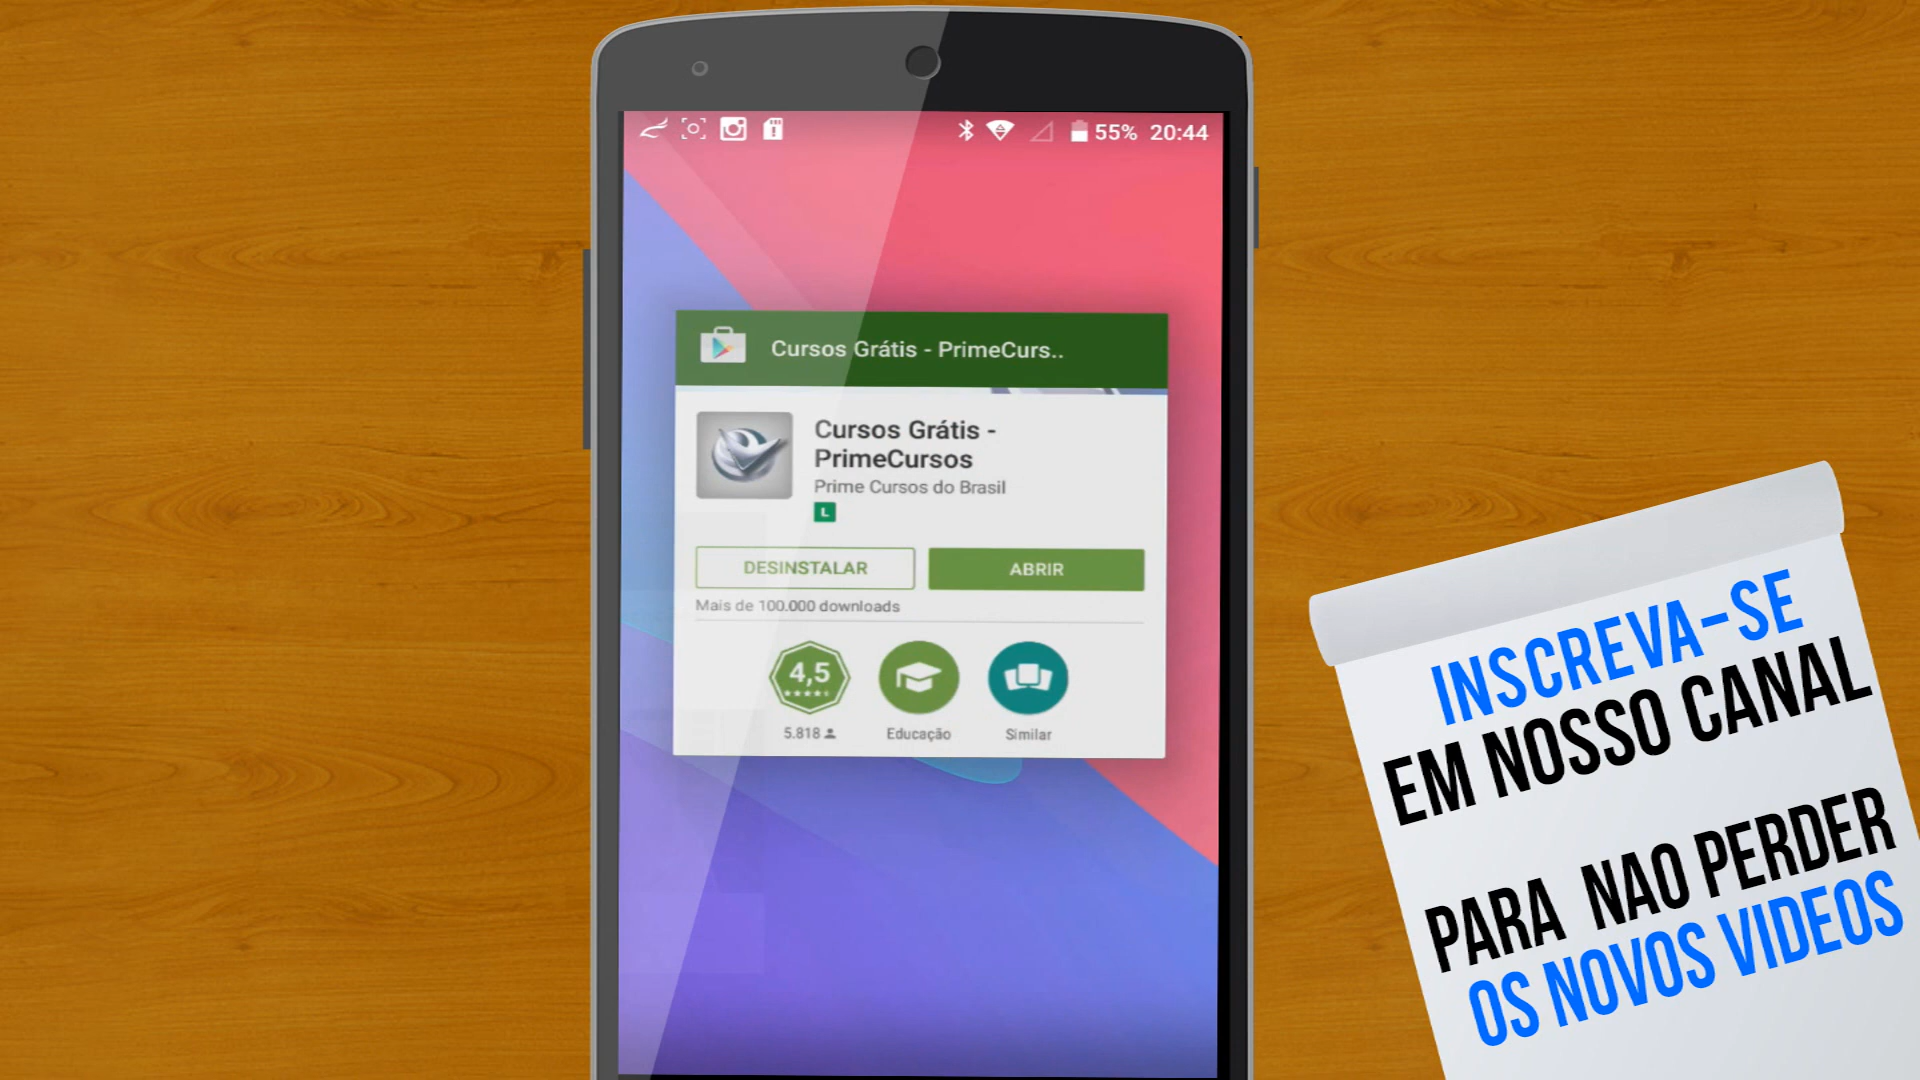 55% 20:44
Cursos Grátis - PrimeCurs..
Cursos Grátis -
PrimeCursos
Prime Cursos do Brasil
L
DESINSTALAR
ABRIR
Mais de 100.000 downloads
4,5
5.818
Educação
Similar
INSCREVA-SE
EM NOSSO CANAL
PARA NAO PERDER
OS NOVOS VIDEOS